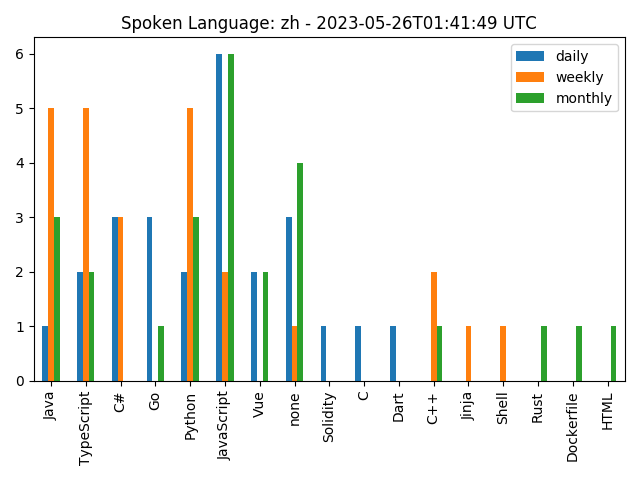 Spoken Language: zh - 2023-05-26T01:41:49 UTC
daily
weekly
monthly
6
5
4
3
2
1
0
Java
TypeScript
C#
Go
Python
JavaScript
Vue
none
Solidity
C
Dart
C++
Jinja
Shell
Rust
Dockerfile
HTML